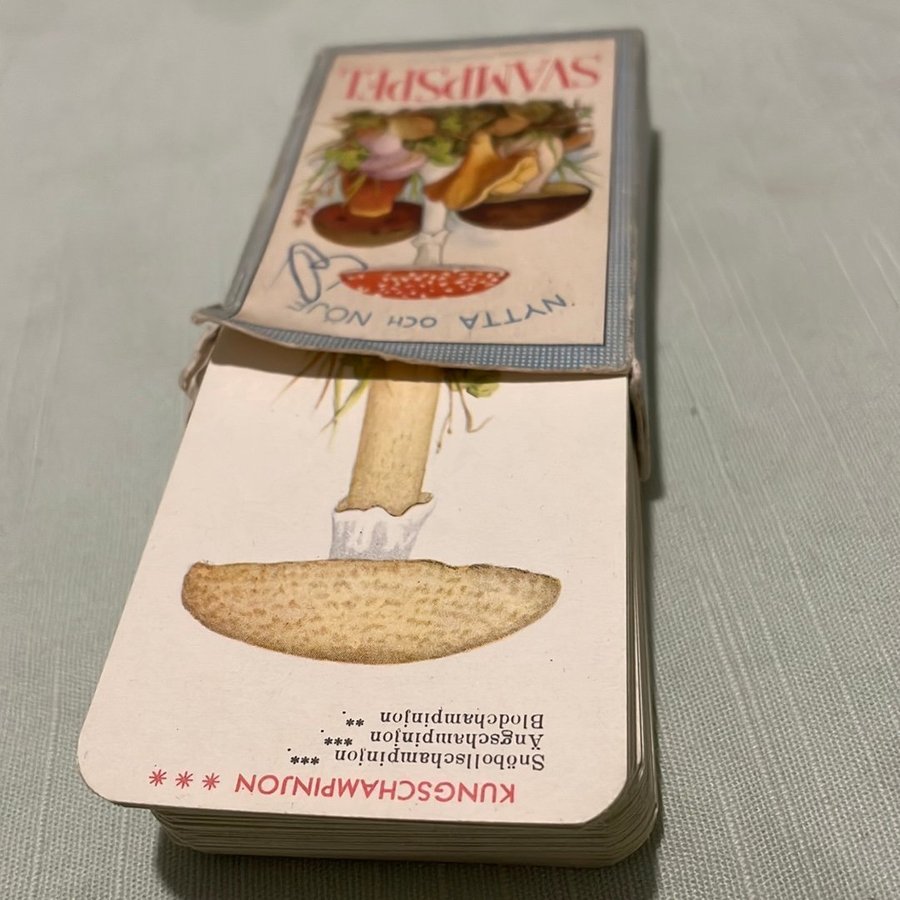 KUNGSCHAMPINJON ***
Snöbollschampinjon ***.
Ängschampinjon ***.
Blodchampinjon **.
NYTTA OCH NÖJE
SVAMPSPEL